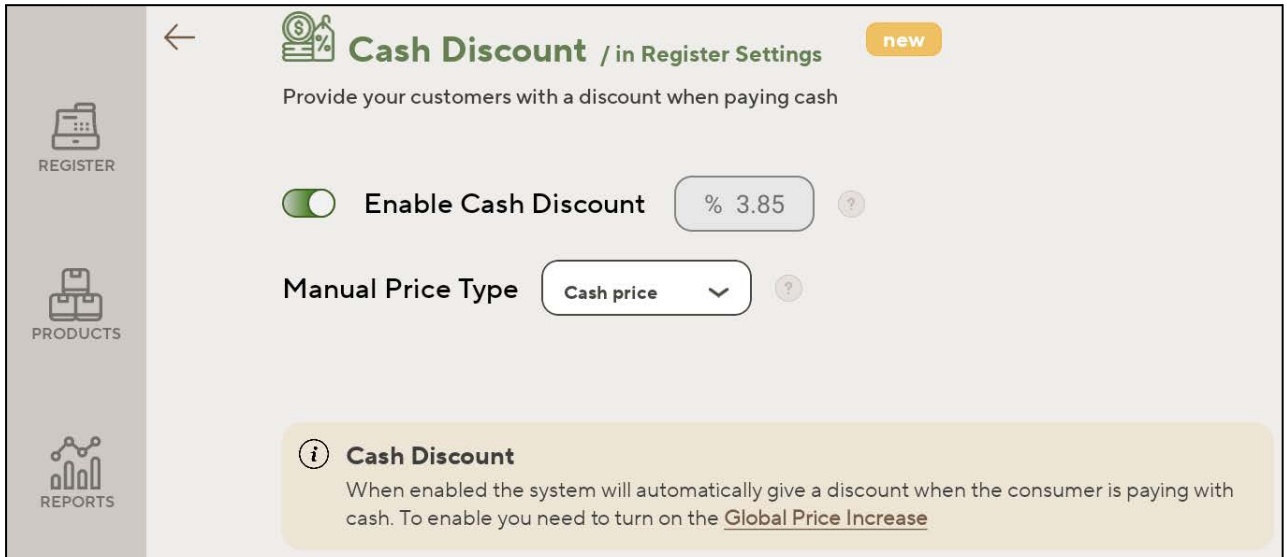 Cash Discount / in Register Settings new
Provide your customers with a discount when paying cash
REGISTER
Enable Cash Discount % 3.85 ?
Manual Price Type Cash price ?
PRODUCTS
REPORTS
i Cash Discount
When enabled the system will automatically give a discount when the consumer is paying with
cash. To enable you need to turn on the Global Price Increase